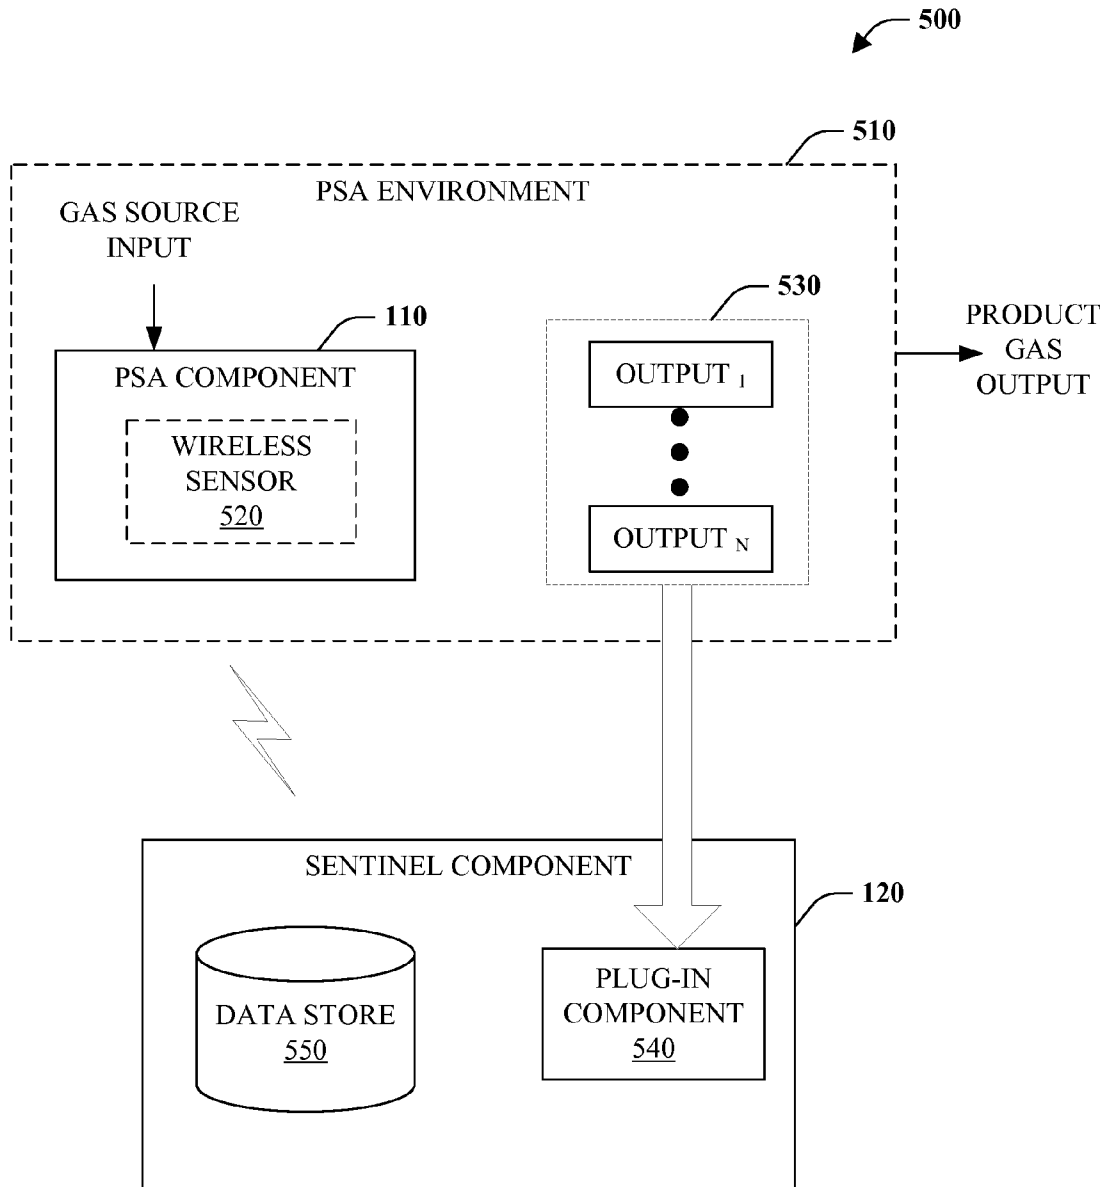 500
510
PSA ENVIRONMENT
GAS SOURCE
INPUT
530
110
PRODUCT
GAS
OUTPUT
PSA COMPONENT
OUTPUT 1
WIRELESS
SENSOR
520
OUTPUT N
SENTINEL COMPONENT
120
DATA STORE
550
PLUG-IN
COMPONENT
540